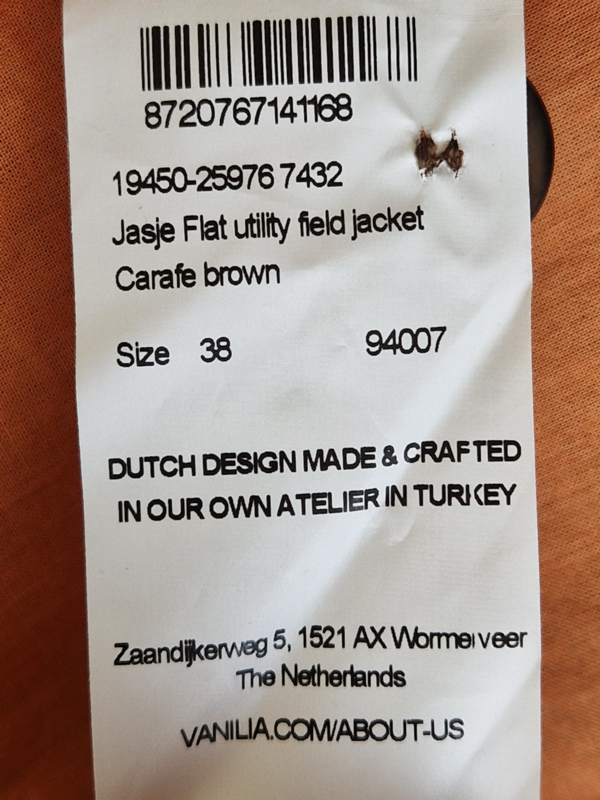 8720767141168
19450-25976 7432
Jasje Flat utility field jacket
Carafe brown
Size 38 94007
DUTCH DESIGN MADE & CRAFTED
IN OUR OWN ATELIER IN TURKEY
Zaandijkerweg 5, 1521 AX Wormerveer
The Netherlands
VANILIA.COM/ABOUT-US